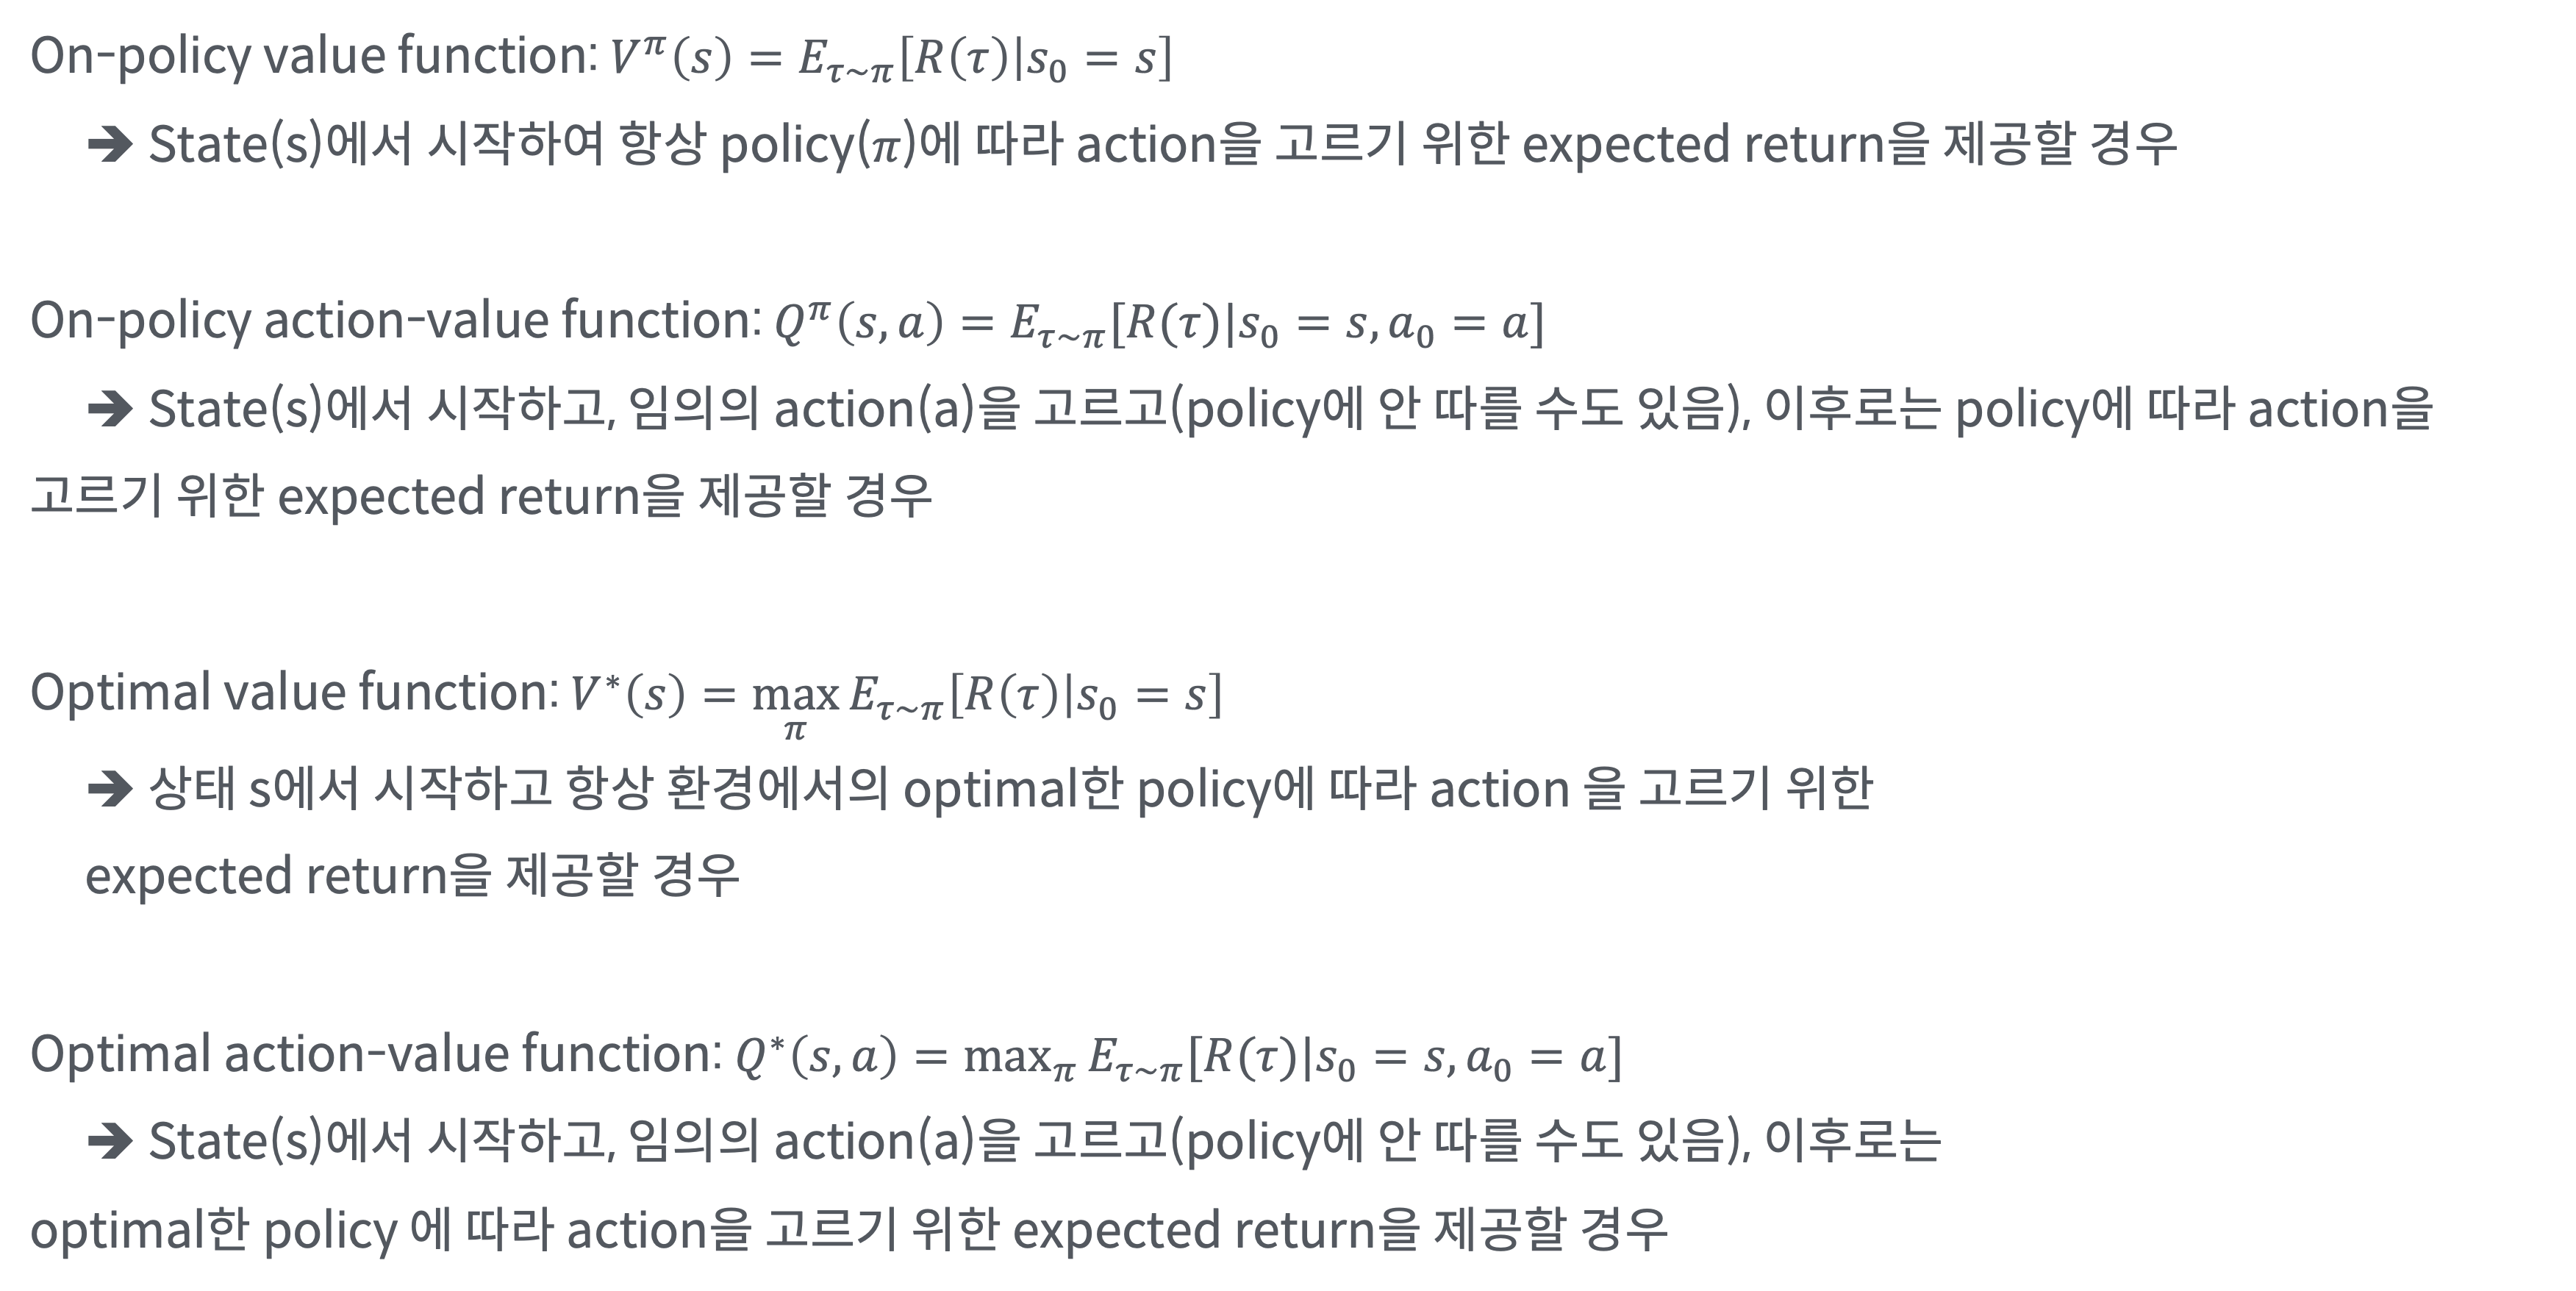 On-policy value function: V^π(s) = E_{τ~π}[R(τ)|s_0 = s]
➔ State(s)에서 시작하여 항상 policy(π)에 따라 action을 고르기 위한 expected return을 제공할 경우
On-policy action-value function: Q^π(s, a) = E_{τ~π}[R(τ)|s_0 = s, a_0 = a]
➔ State(s)에서 시작하고, 임의의 action(a)을 고르고(policy에 안 따를 수도 있음), 이후로는 policy에 따라 action을
고르기 위한 expected return을 제공할 경우
Optimal value function: V^*(s) = max_π E_{τ~π}[R(τ)|s_0 = s]
➔ 상태 s에서 시작하고 항상 환경에서의 optimal한 policy에 따라 action 을 고르기 위한
expected return을 제공할 경우
Optimal action-value function: Q^*(s, a) = max_π E_{τ~π}[R(τ)|s_0 = s, a_0 = a]
➔ State(s)에서 시작하고, 임의의 action(a)을 고르고(policy에 안 따를 수도 있음), 이후로는
optimal한 policy 에 따라 action을 고르기 위한 expected return을 제공할 경우